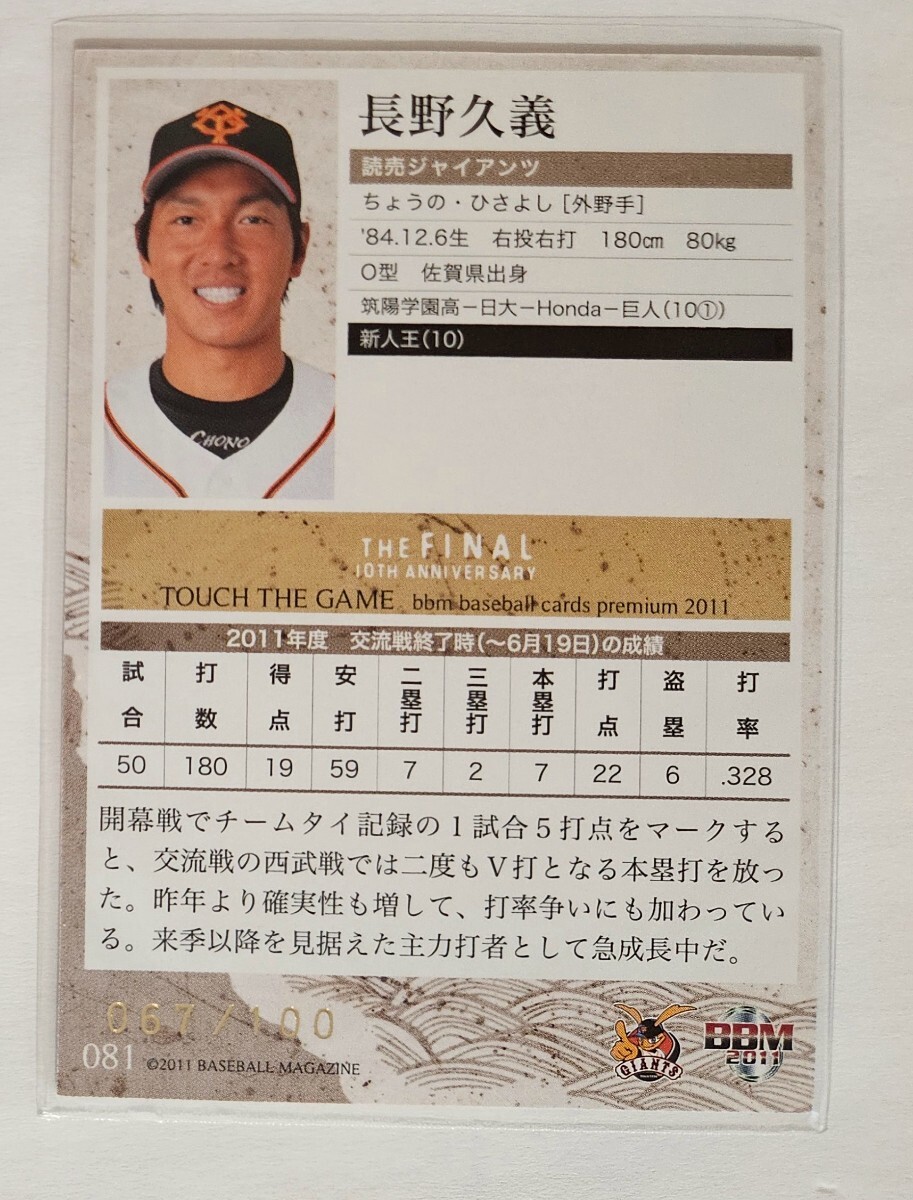 長野久義
読売ジャイアンツ
ちょうの・ひさよし[外野手]
'84.12.6生　右投右打　180㎝　80㎏
O型　佐賀県出身
筑陽学園高－日大－Honda－巨人(10①)
新人王(10)
CHONO
THE FINAL
10TH ANNIVERSARY
TOUCH THE GAME bbm baseball cards premium 2011
2011年度　交流戦終了時(～6月19日)の成績
試合 打数 得点 安打 二塁打 三塁打 本塁打 打点 盗塁 打率
50 180 19 59 7 2 7 22 6 .328
開幕戦でチームタイ記録の１試合５打点をマークする
と、交流戦の西武戦では二度もＶ打となる本塁打を放っ
た。昨年より確実性も増して、打率争いにも加わってい
る。来季以降を見据えた主力打者として急成長中だ。
067/100
081 ©2011 BASEBALL MAGAZINE
GIANTS
BBM
2011